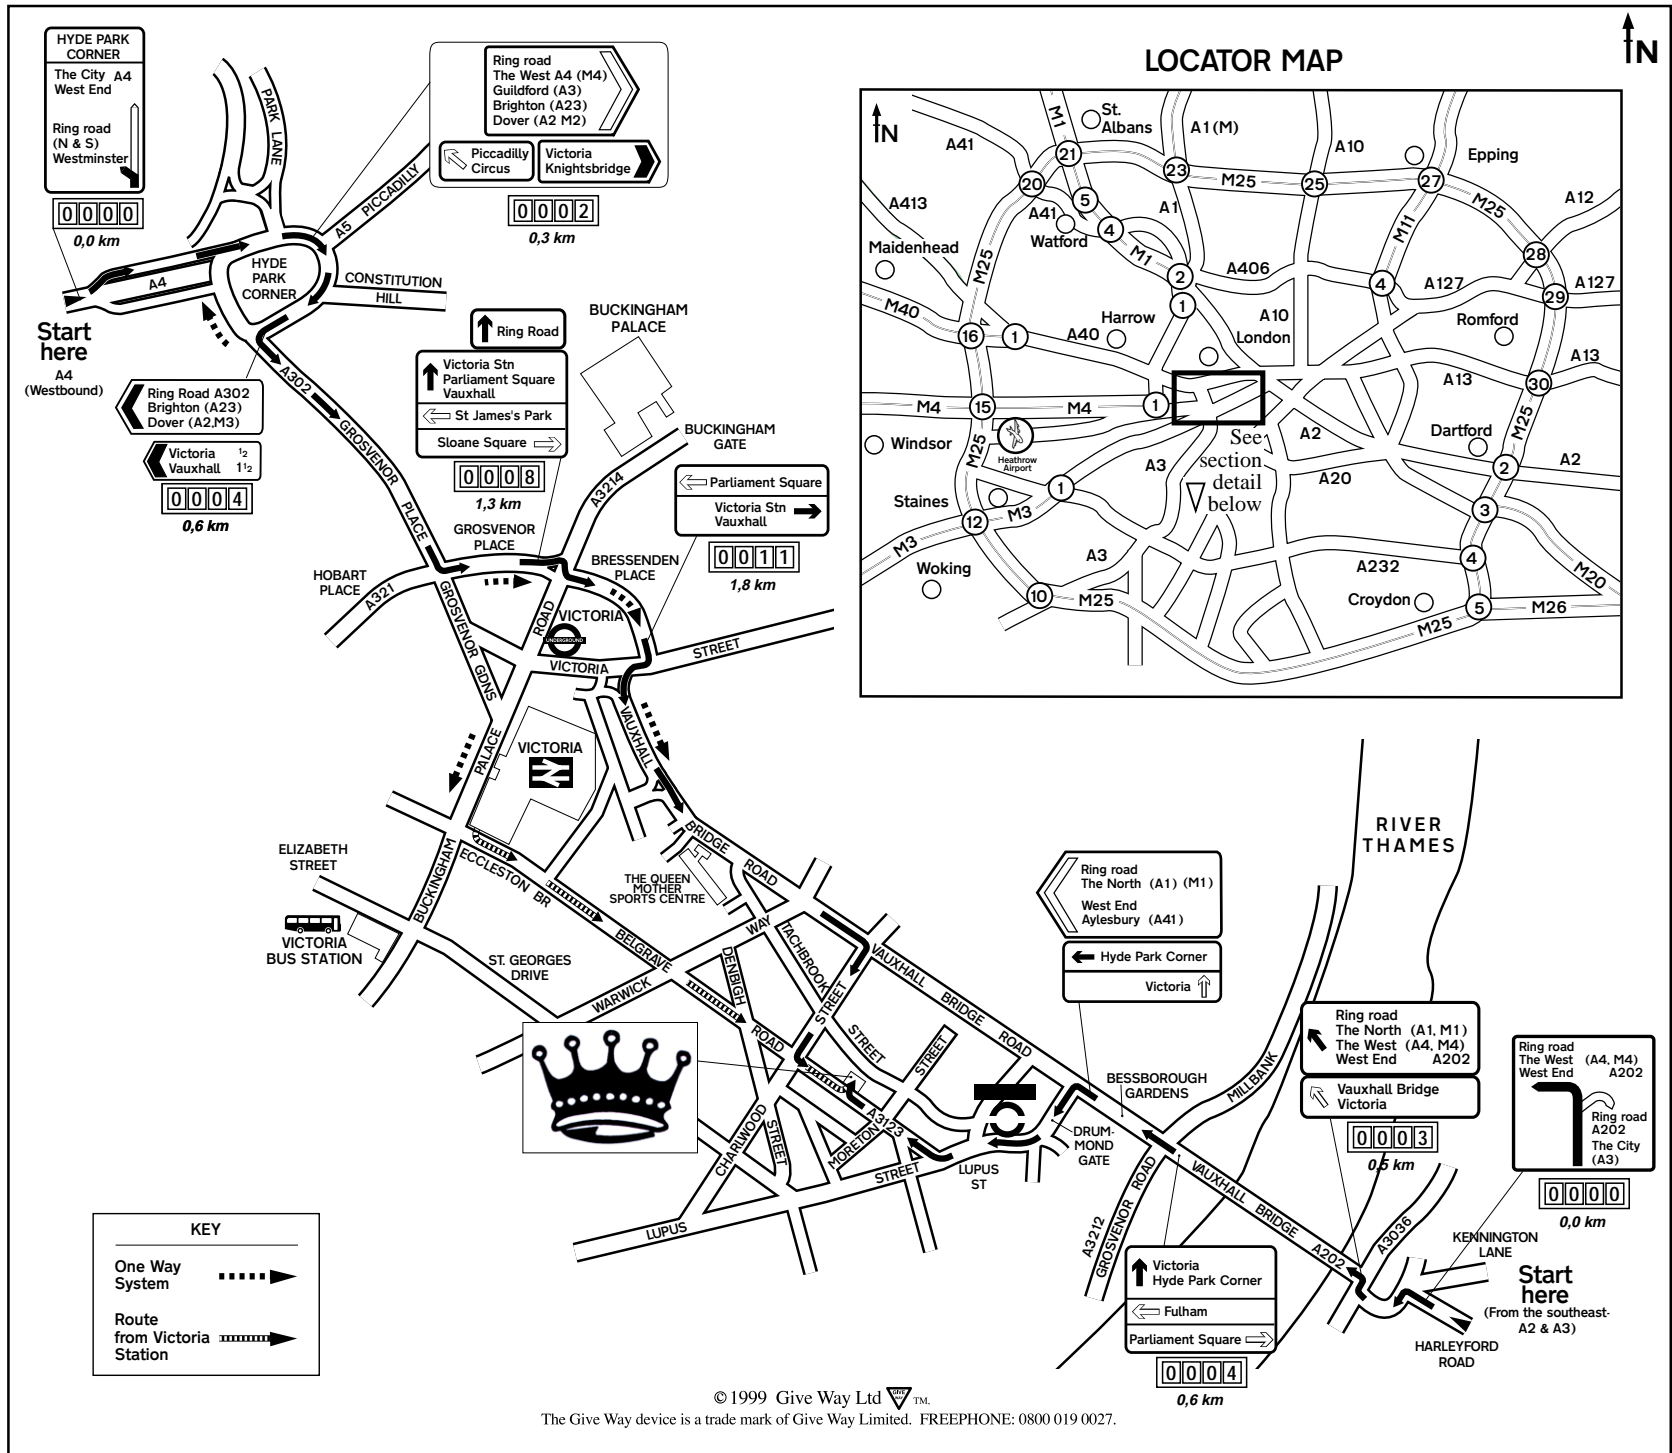 HYDE PARK
CORNER
The City A4
West End
Ring road
(N & S)
Westminster
0000
0,0 km
Start
here
A4
(Westbound)
PARK LANE
Ring road
The West A4 (M4)
Guildford (A3)
Brighton (A23)
Dover (A2 M2)
Piccadilly
Circus
Victoria
Knightsbridge
0002
0,3 km
A5 PICCADILLY
HYDE
PARK
CORNER
A4
CONSTITUTION
HILL
Ring Road A302
Brighton (A23)
Dover (A2,M3)
Victoria 1/2
Vauxhall 1 1/2
0004
0,6 km
A302
GROSVENOR PLACE
Ring Road
Victoria Stn
Parliament Square
Vauxhall
St James's Park
Sloane Square
0008
1,3 km
BUCKINGHAM
PALACE
BUCKINGHAM
GATE
A3214
Parliament Square
Victoria Stn
Vauxhall
0011
1,8 km
GROSVENOR
PLACE
BRESSENDEN
PLACE
HOBART
PLACE
A321
GROSVENOR GDNS
ROAD
VICTORIA
UNDERGROUND
VICTORIA STREET
VAUXHALL
PALACE
VICTORIA
BRIDGE ROAD
ELIZABETH
STREET
BUCKINGHAM
ECCLESTON BR
THE QUEEN
MOTHER
SPORTS CENTRE
VICTORIA
BUS STATION
ST. GEORGES
DRIVE
BELGRAVE
ROAD
WARWICK WAY
DENBIGH
TACHBROOK
STREET
STREET
VAUXHALL BRIDGE ROAD
STREET
CHARLWOOD
STREET
MORETON
A3123
LUPUS STREET
LUPUS
ST
DRUM-
MOND
GATE
BESSBOROUGH
GARDENS
MILLBANK
RIVER
THAMES
Ring road
The North (A1) (M1)
West End
Aylesbury (A41)
Hyde Park Corner
Victoria
Ring road
The North (A1, M1)
The West (A4, M4)
West End A202
Vauxhall Bridge
Victoria
0003
0,5 km
Ring road
The West (A4, M4)
West End A202
Ring road
A202
The City
(A3)
0000
0,0 km
A3212
GROSVENOR ROAD
VAUXHALL BRIDGE
A202
A3036
KENNINGTON
LANE
Start
here
(From the southeast-
A2 & A3)
HARLEYFORD
ROAD
Victoria
Hyde Park Corner
Fulham
Parliament Square
0004
0,6 km
KEY
One Way
System
Route
from Victoria
Station
LOCATOR MAP
N
N
M1
St.
Albans
A1(M)
A10
A41
21
23
M25
25
27
Epping
20
5
A41
Watford
4
A1
M11
M25
A12
A413
Maidenhead
M25
M1
2
A406
4
A127
28
A127
29
M40
16
1
A40
Harrow
1
A10
London
Romford
A13
A13
30
M4
15
M4
1
M25
Windsor
Heathrow
Airport
M25
See
section
detail
below
A2
Dartford
A2
2
A3
A20
Staines
1
12
M3
M3
3
A3
A232
4
M20
Woking
10
M25
Croydon
5
M26
M25
© 1999 Give Way Ltd GIVE WAY TM.
The Give Way device is a trade mark of Give Way Limited. FREEPHONE: 0800 019 0027.